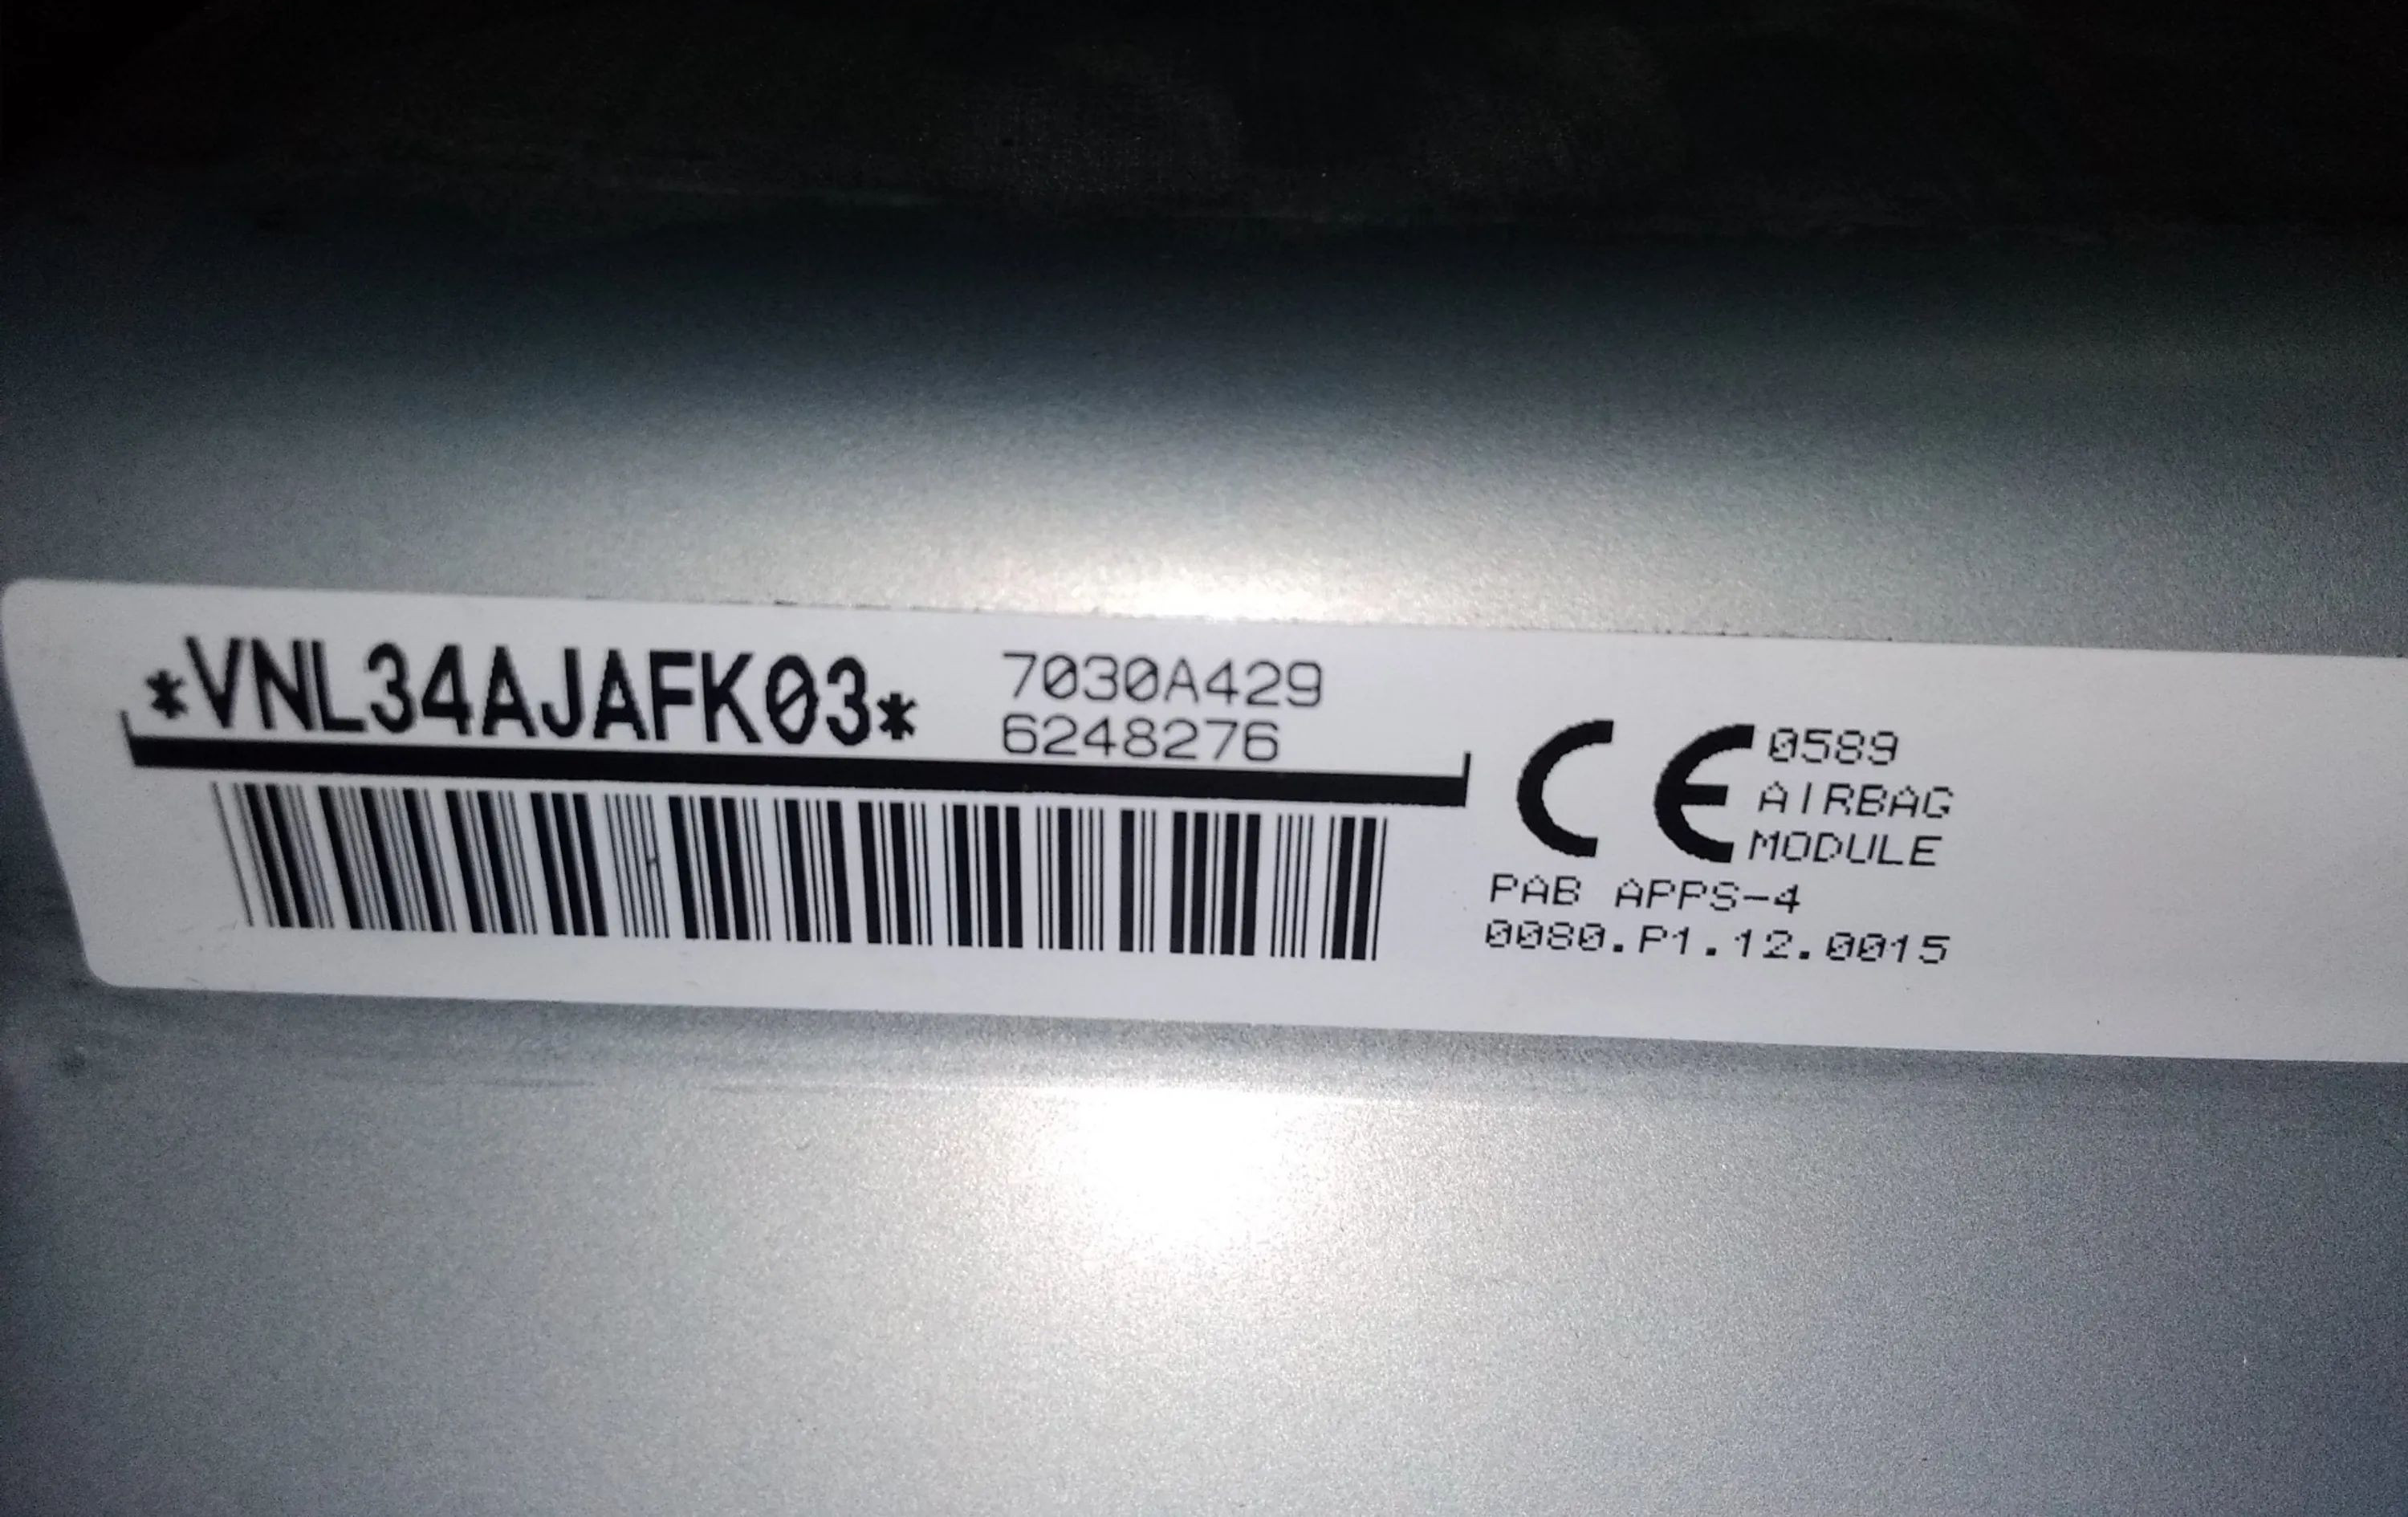 *VNL34AJAFK03*
7030A429
6248276
CE 0589
AIRBAG
MODULE
PAB APPS-4
0080.P1.12.0015